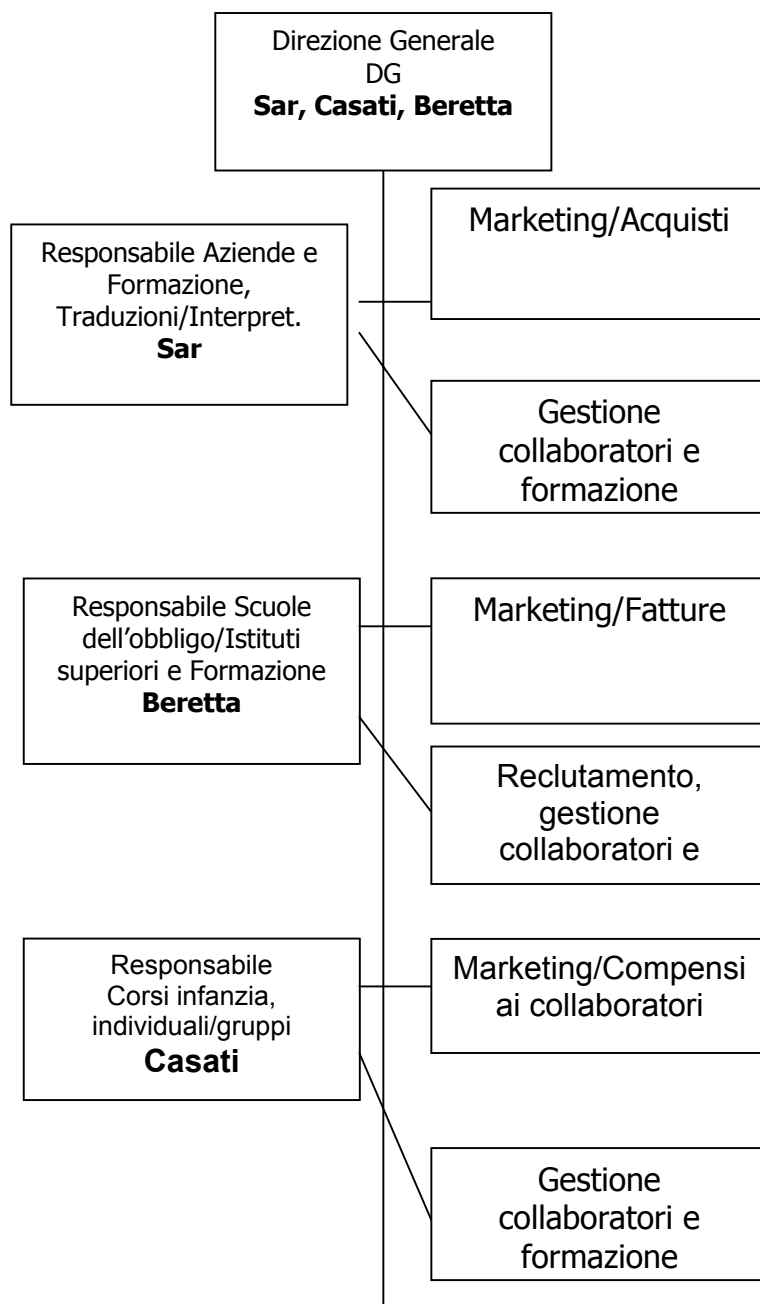 Direzione Generale
DG
Sar, Casati, Beretta
Responsabile Aziende e
Formazione,
Traduzioni/Interpret.
Sar
Marketing/Acquisti
Gestione
collaboratori e
formazione
Responsabile Scuole
dell'obbligo/Istituti
superiori e Formazione
Beretta
Marketing/Fatture
Reclutamento,
gestione
collaboratori e
Responsabile
Corsi infanzia,
individuali/gruppi
Casati
Marketing/Compensi
ai collaboratori
Gestione
collaboratori e
formazione